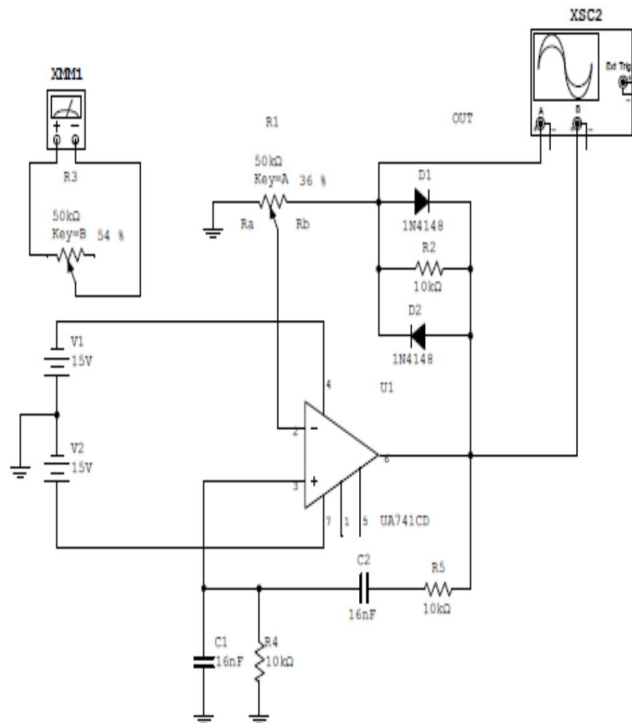 XSC2
Ext Trig
A
B
XMM1
R1
OUT
R3
50kΩ
Key=A 36 %
D1
50kΩ
Key=B 54 %
Ra
Rb
1N4148
R2
10kΩ
D2
V1
15V
1N4148
4
U1
2
6
V2
15V
3
7
1
5
UA741CD
C2
R5
16nF
10kΩ
C1
16nF
R4
10kΩ